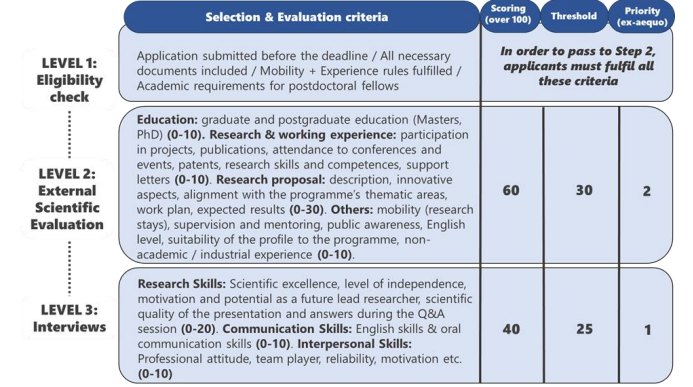 Selection & Evaluation criteria
Scoring
(over 100)
Threshold
Priority
(ex-aequo)
LEVEL 1:
Eligibility
check
Application submitted before the deadline / All necessary
documents included / Mobility + Experience rules fulfilled /
Academic requirements for postdoctoral fellows
In order to pass to Step 2,
applicants must fulfil all
these criteria
LEVEL 2:
External
Scientific
Evaluation
Education: graduate and postgraduate education (Masters,
PhD) (0-10). Research & working experience: participation
in projects, publications, attendance to conferences and
events, patents, research skills and competences, support
letters (0-10). Research proposal: description, innovative
aspects, alignment with the programme's thematic areas,
work plan, expected results (0-30). Others: mobility (research
stays), supervision and mentoring, public awareness, English
level, suitability of the profile to the programme, non-
academic / industrial experience (0-10).
60
30
2
LEVEL 3:
Interviews
Research Skills: Scientific excellence, level of independence,
motivation and potential as a future lead researcher, scientific
quality of the presentation and answers during the Q&A
session (0-20). Communication Skills: English skills & oral
communication skills (0-10). Interpersonal Skills:
Professional attitude, team player, reliability, motivation etc.
(0-10)
40
25
1